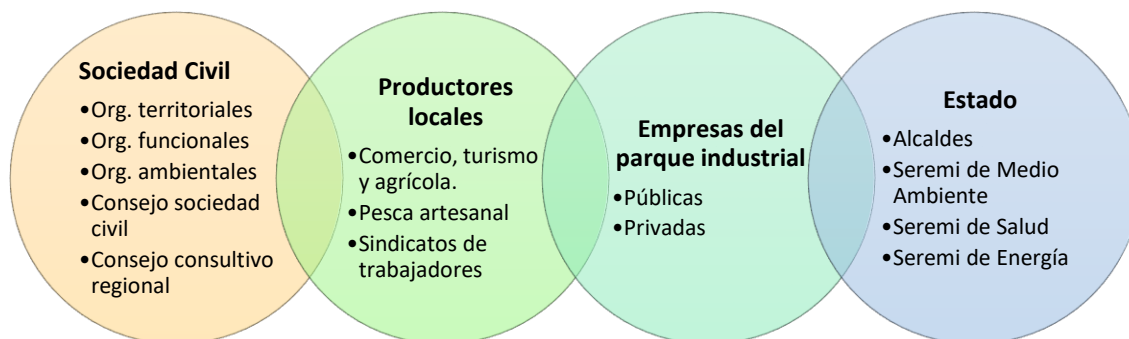 Sociedad Civil
•Org. territoriales
•Org. funcionales
•Org. ambientales
•Consejo sociedad
civil
•Consejo consultivo
regional
Productores
locales
•Comercio, turismo
y agrícola.
•Pesca artesanal
•Sindicatos de
trabajadores
Empresas del
parque industrial
•Públicas
•Privadas
Estado
•Alcaldes
•Seremi de Medio
Ambiente
•Seremi de Salud
•Seremi de Energía